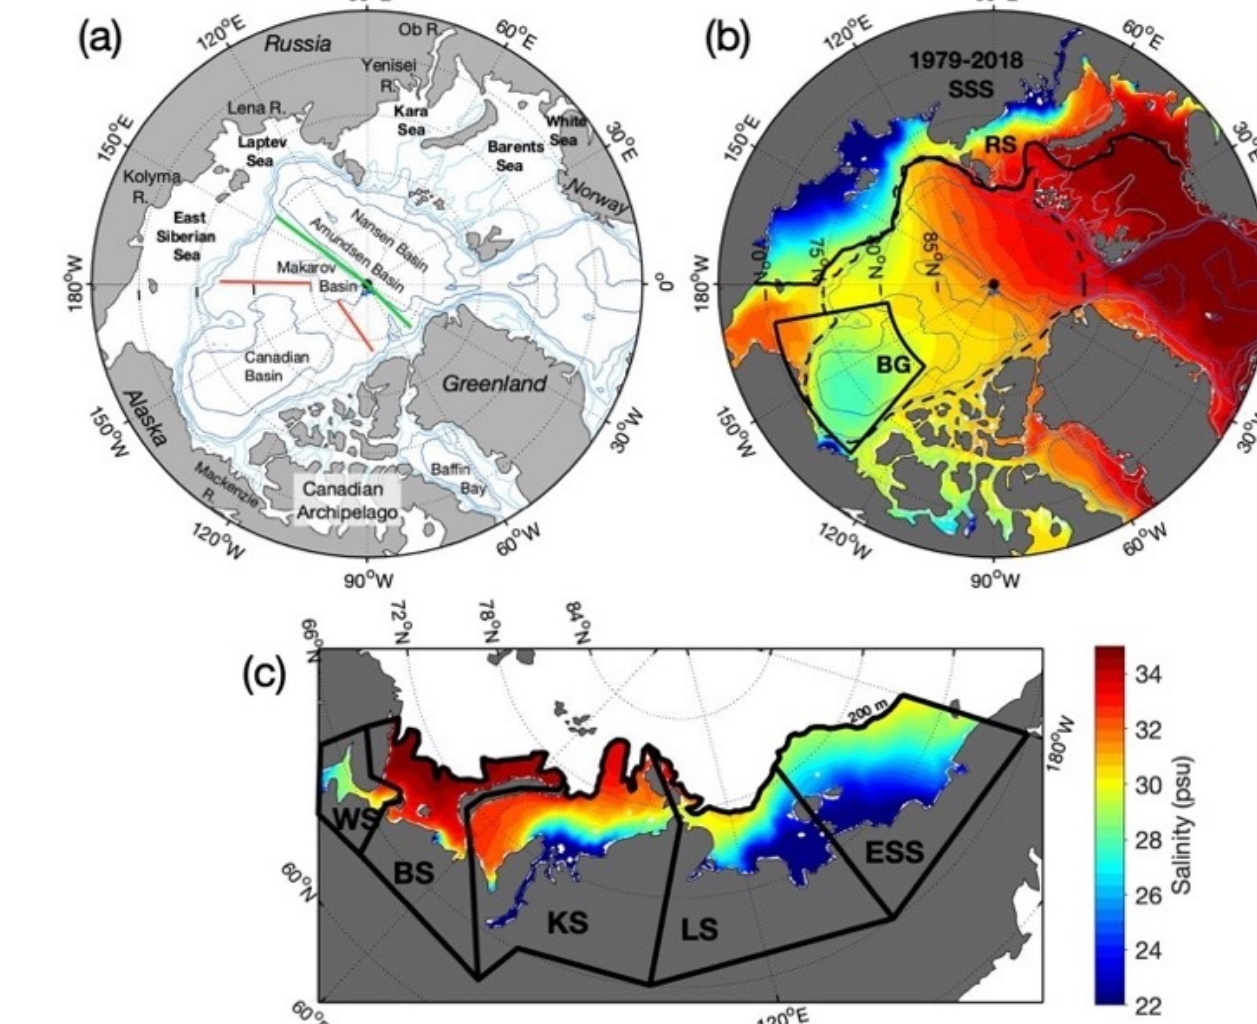 (a)
120°E
Russia
Ob R.
60°E
Yenisei
R.
Lena R.
Kara
Sea
White
Sea
150°E
Laptev
Sea
Barents
Sea
30°E
Kolyma
R.
Norway
East
Siberian
Sea
Nansen Basin
Amundsen Basin
Makarov
Basin
180°W
0°
Canadian
Basin
Greenland
Alaska
150°W
30°W
Mackenzie
R.
Baffin
Bay
Canadian
Archipelago
120°W
60°W
90°W
(b)
120°E
60°E
1979-2018
SSS
150°E
RS
30°E
70°N
75°N
80°N
85°N
180°W
BG
150°W
30°W
120°W
60°W
90°W
(c)
66°N
72°N
78°N
84°N
200 m
180°W
WS
BS
KS
LS
ESS
60°N
60°N
120°E
34
32
30
28
26
24
22
Salinity (psu)